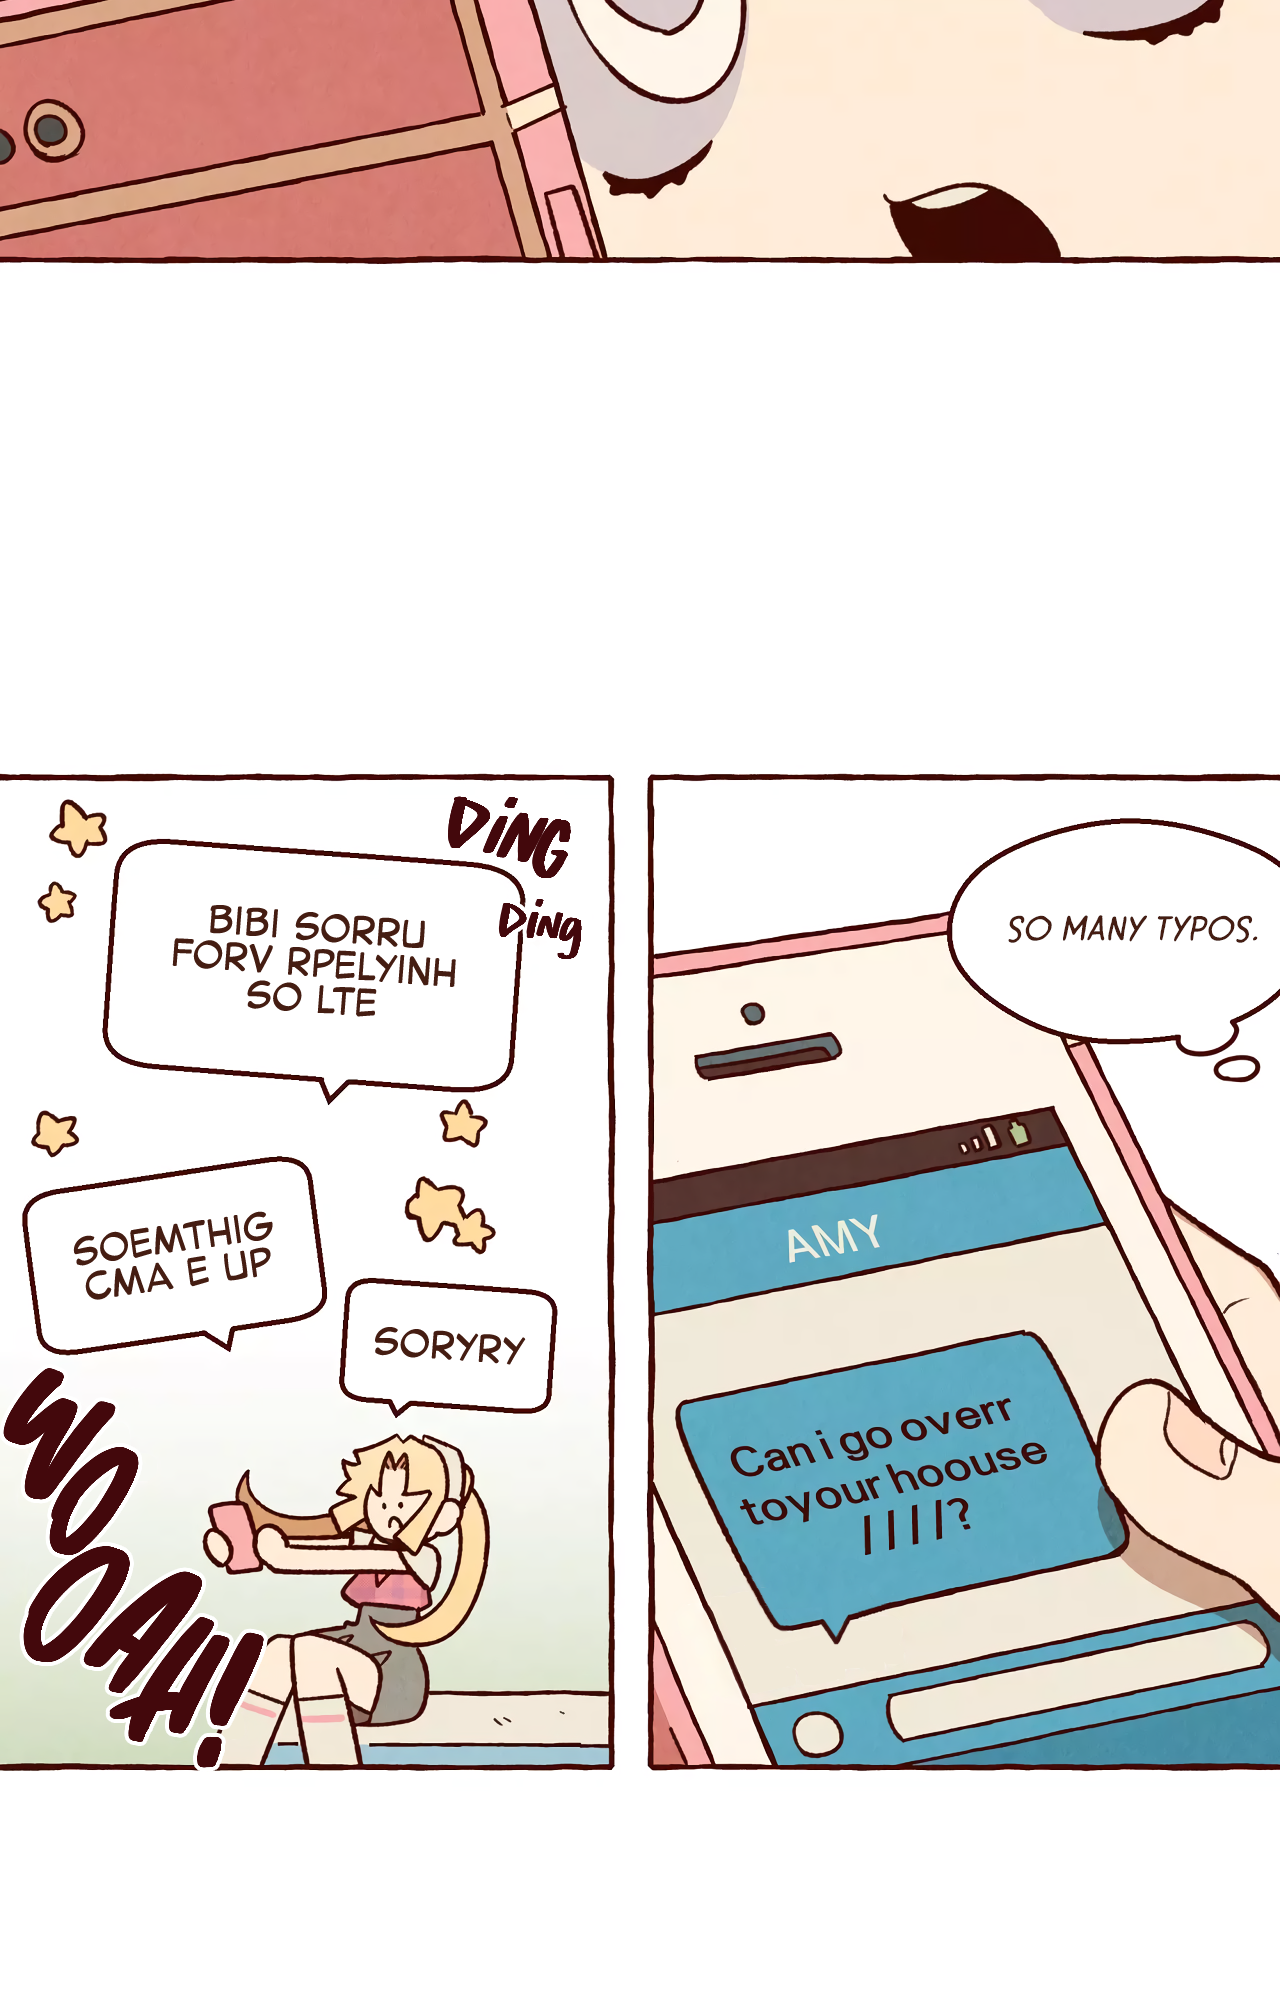 DiNG
Ding
BIBI SORRU
FORV RPELYINH
SO LTE
SOEMTHIG
CMA E UP
SORYRY
WOOAH!
SO MANY TYPOS.
AMY
Can i go overr
toyour hoouse
////?